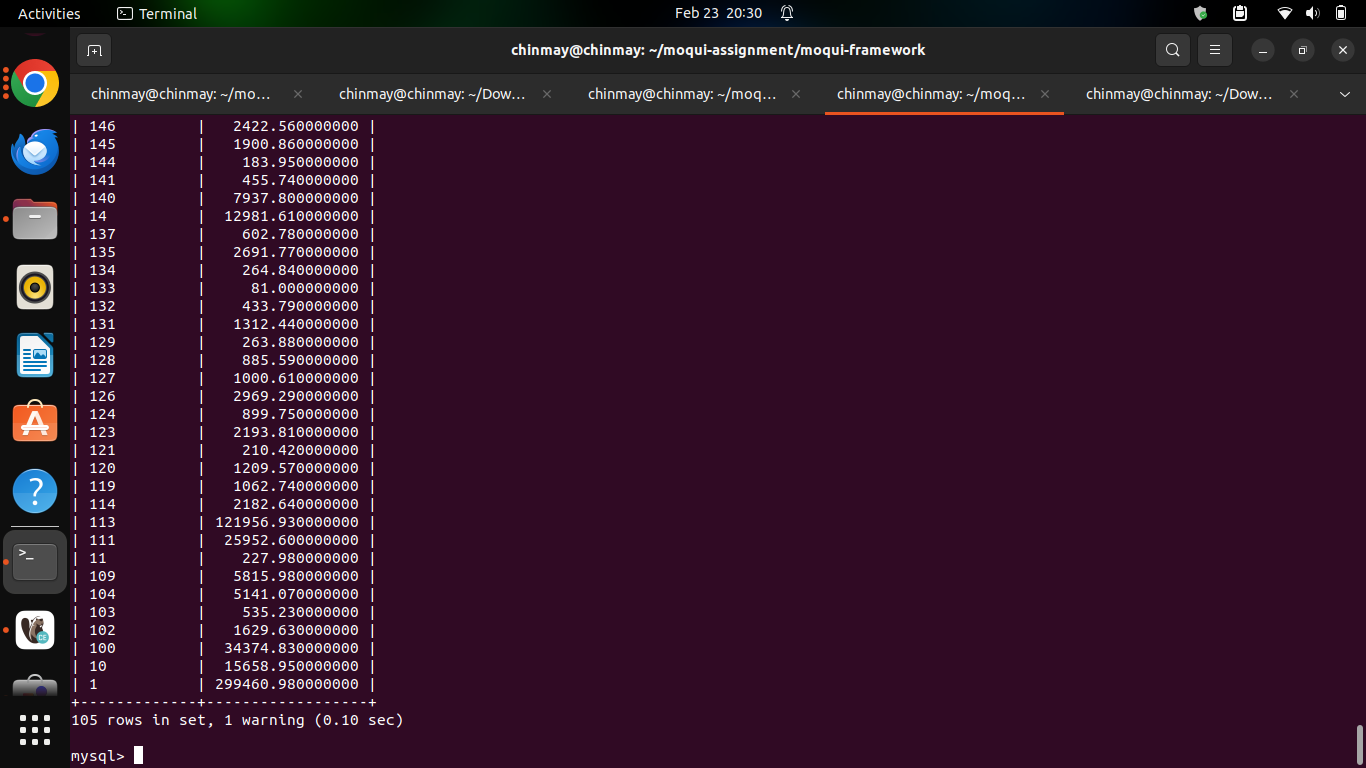 Activities Terminal Feb 23 20:30
chinmay@chinmay: ~/moqui-assignment/moqui-framework
chinmay@chinmay: ~/mo... × chinmay@chinmay: ~/Dow... × chinmay@chinmay: ~/moq... × chinmay@chinmay: ~/moq... × chinmay@chinmay: ~/Dow... ×
| 146 | 2422.560000000 |
| 145 | 1900.860000000 |
| 144 | 183.950000000 |
| 141 | 455.740000000 |
| 140 | 7937.800000000 |
| 14 | 12981.610000000 |
| 137 | 602.780000000 |
| 135 | 2691.770000000 |
| 134 | 264.840000000 |
| 133 | 81.000000000 |
| 132 | 433.790000000 |
| 131 | 1312.440000000 |
| 129 | 263.880000000 |
| 128 | 885.590000000 |
| 127 | 1000.610000000 |
| 126 | 2969.290000000 |
| 124 | 899.750000000 |
| 123 | 2193.810000000 |
| 121 | 210.420000000 |
| 120 | 1209.570000000 |
| 119 | 1062.740000000 |
| 114 | 2182.640000000 |
| 113 | 121956.930000000 |
| 111 | 25952.600000000 |
| 11 | 227.980000000 |
| 109 | 5815.980000000 |
| 104 | 5141.070000000 |
| 103 | 535.230000000 |
| 102 | 1629.630000000 |
| 100 | 34374.830000000 |
| 10 | 15658.950000000 |
| 1 | 299460.980000000 |
+-------------+------------------+
105 rows in set, 1 warning (0.10 sec)
mysql>
>_
CE